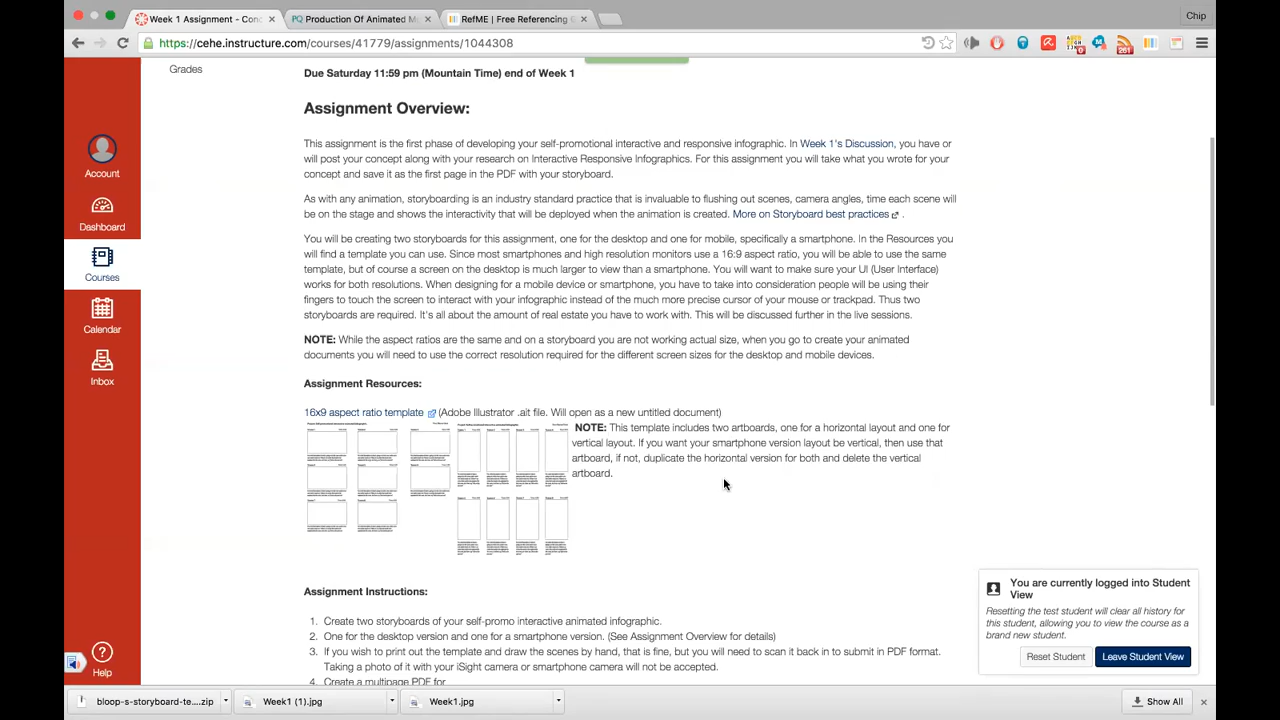 Week 1 Assignment - Conc
Production Of Animated M
RefME | Free Referencing G
Chip
https://cehe.instructure.com/courses/41779/assignments/1044308
261
Grades
Due Saturday 11:59 pm (Mountain Time) end of Week 1
Assignment Overview:
This assignment is the first phase of developing your self-promotional interactive and responsive infographic. In Week 1's Discussion, you have or
will post your concept along with your research on Interactive Responsive Infographics. For this assignment you will take what you wrote for your
concept and save it as the first page in the PDF with your storyboard.
As with any animation, storyboarding is an industry standard practice that is invaluable to flushing out scenes, camera angles, time each scene will
be on the stage and shows the interactivity that will be deployed when the animation is created. More on Storyboard best practices .
You will be creating two storyboards for this assignment, one for the desktop and one for mobile, specifically a smartphone. In the Resources you
will find a template you can use. Since most smartphones and high resolution monitors use a 16:9 aspect ratio, you will be able to use the same
template, but of course a screen on the desktop is much larger to view than a smartphone. You will want to make sure your UI (User Interface)
works for both resolutions. When designing for a mobile device or smartphone, you have to take into consideration people will be using their
fingers to touch the screen to interact with your infographic instead of the much more precise cursor of your mouse or trackpad. Thus two
storyboards are required. It's all about the amount of real estate you have to work with. This will be discussed further in the live sessions.
NOTE: While the aspect ratios are the same and on a storyboard you are not working actual size, when you go to create your animated
documents you will need to use the correct resolution required for the different screen sizes for the desktop and mobile devices.
Assignment Resources:
16x9 aspect ratio template (Adobe Illustrator .ait file. Will open as a new untitled document)
NOTE: This template includes two artboards, one for a horizontal layout and one for
vertical layout. If you want your smartphone version layout be vertical, then use that
artboard, if not, duplicate the horizontal version for both and delete the vertical
artboard.
Assignment Instructions:
1. Create two storyboards of your self-promo interactive animated infographic.
2. One for the desktop version and one for a smartphone version. (See Assignment Overview for details)
3. If you wish to print out the template and draw the scenes by hand, that is fine, but you will need to scan it back in to submit in PDF format.
Taking a photo of it with your iSight camera or smartphone camera will not be accepted.
4. Create a multipage PDF for
Account
Dashboard
Courses
Calendar
Inbox
Help
You are currently logged into Student
View
Resetting the test student will clear all history for
this student, allowing you to view the course as a
brand new student.
Reset Student
Leave Student View
bloop-s-storyboard-te....zip
Week1 (1).jpg
Week1.jpg
Show All